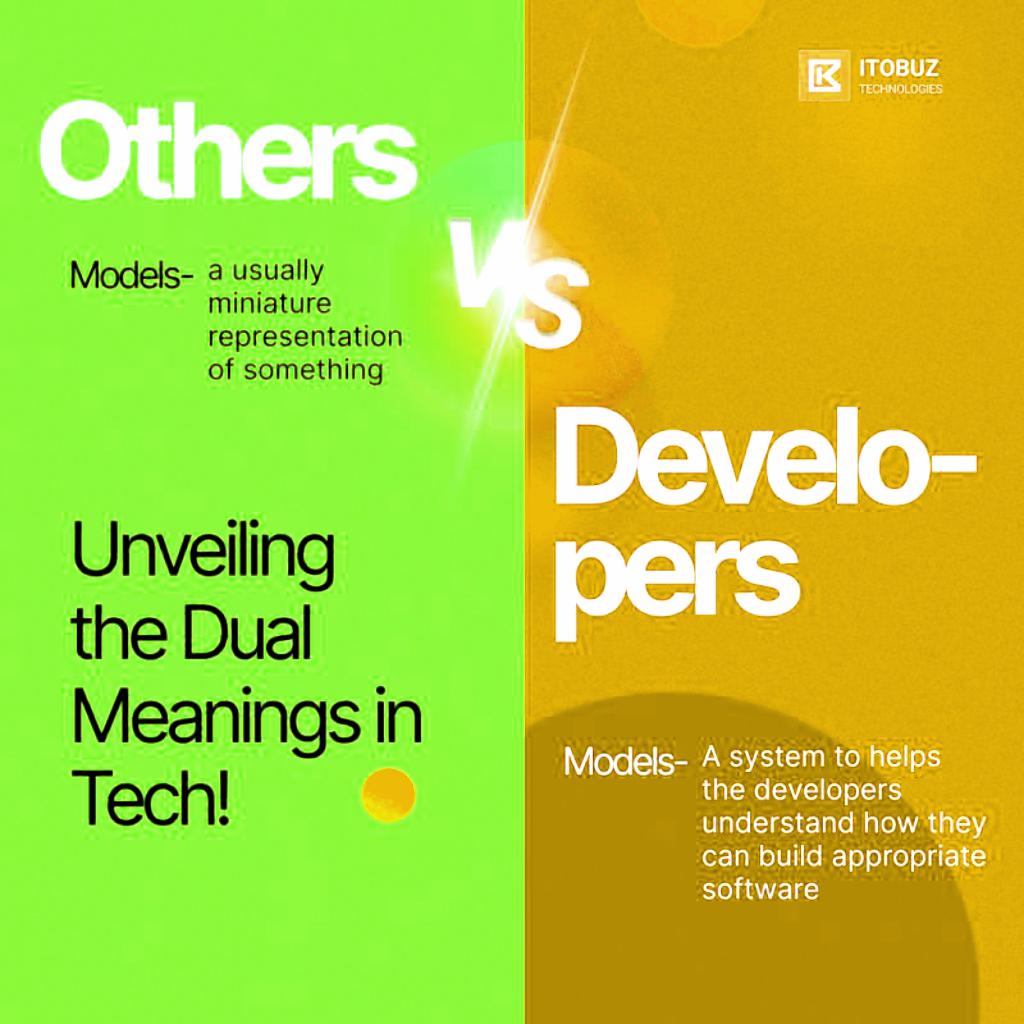 ITOBUZ
TECHNOLOGIES
Others
vs
Models- a usually
miniature
representation
of something
Develo-
pers
Unveiling
the Dual
Meanings in
Tech!
Models- A system to helps
the developers
understand how they
can build appropriate
software